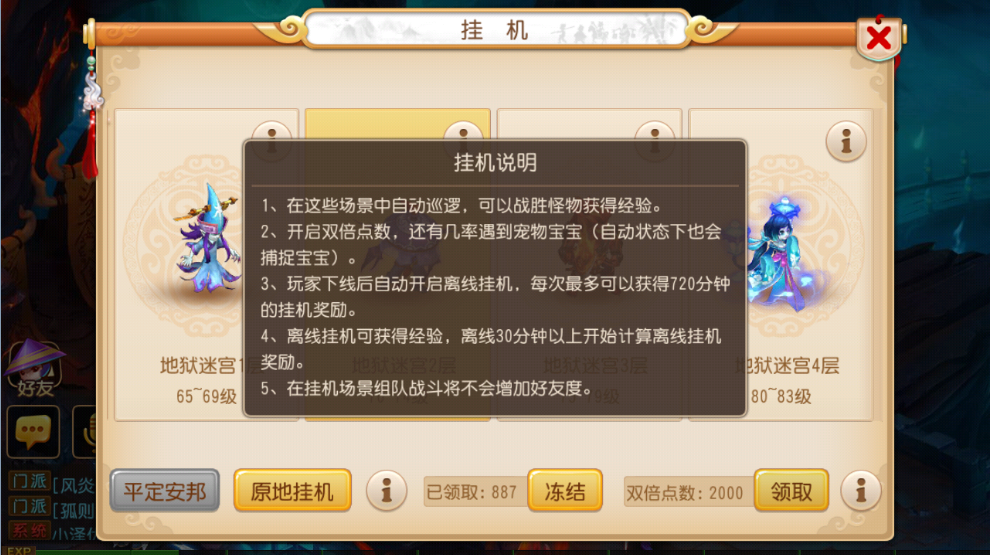 挂 机
挂机说明
1、在这些场景中自动巡逻，可以战胜怪物获得经验。
2、开启双倍点数，还有几率遇到宠物宝宝（自动状态下也会
捕捉宝宝）。
3、玩家下线后自动开启离线挂机，每次最多可以获得720分钟
的挂机奖励。
4、离线挂机可获得经验，离线30分钟以上开始计算离线挂机
奖励。
5、在挂机场景组队战斗将不会增加好友度。
地狱迷宫1层
地狱迷宫2层
地狱迷宫3层
地狱迷宫4层
65~69级
80~83级
好友
平定安邦
原地挂机
已领取：887
冻结
双倍点数：2000
领取
门派 [风炎
门派 [孤则
系统 小泽
EXP